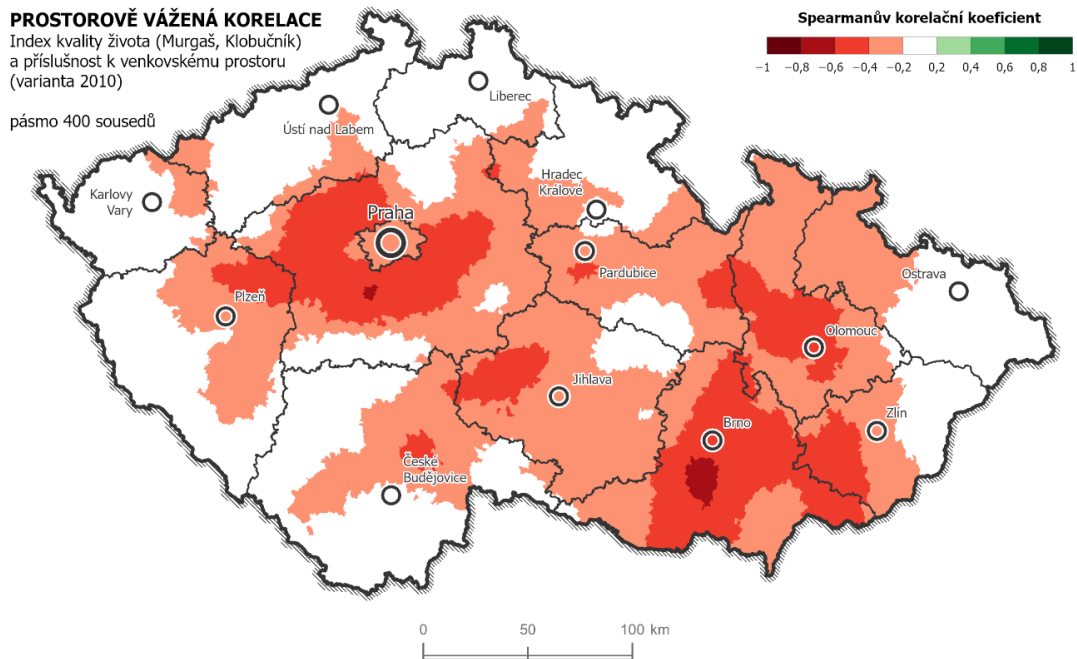 PROSTOROVĚ VÁŽENÁ KORELACE
Index kvality života (Murgaš, Klobučník)
a příslušnost k venkovskému prostoru
(varianta 2010)
pásmo 400 sousedů
Spearmanův korelační koeficient
−1 −0,8 −0,6 −0,4 −0,2 0,2 0,4 0,6 0,8 1
Liberec
Ústí nad Labem
Karlovy
Vary
Hradec
Králové
Praha
Pardubice
Ostrava
Plzeň
Olomouc
Jihlava
Zlín
Brno
České
Budějovice
0 50 100 km